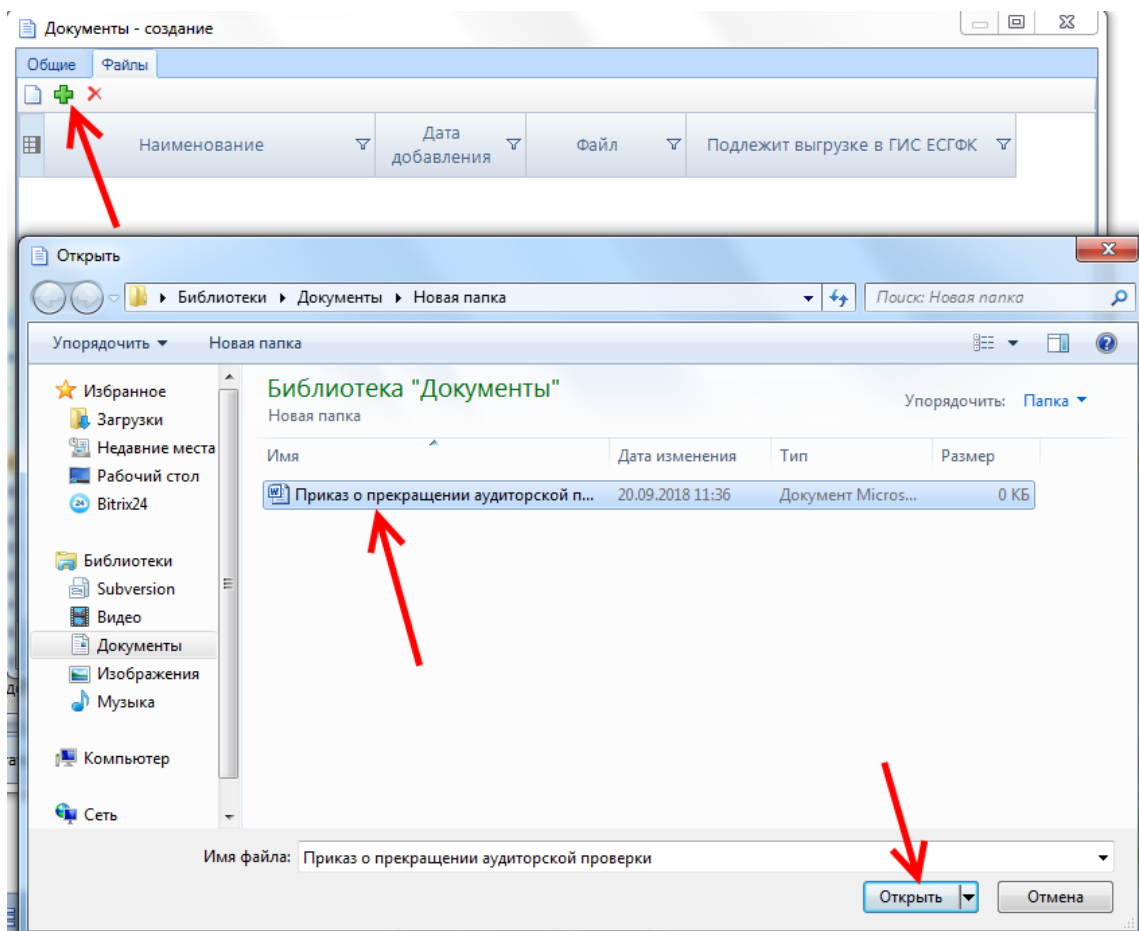 Документы - создание
Общие Файлы
Наименование Дата добавления Файл Подлежит выгрузке в ГИС ЕСГФК
Открыть
Библиотеки Документы Новая папка Поиск: Новая папка
Упорядочить Новая папка
Избранное
Загрузки
Недавние места
Рабочий стол
24 Bitrix24
Библиотеки
Subversion
Видео
Документы
Изображения
Музыка
Компьютер
Сеть
Библиотека "Документы"
Новая папка
Упорядочить: Папка
Имя Дата изменения Тип Размер
Приказ о прекращении аудиторской п... 20.09.2018 11:36 Документ Micros... 0 КБ
Имя файла: Приказ о прекращении аудиторской проверки
Открыть Отмена